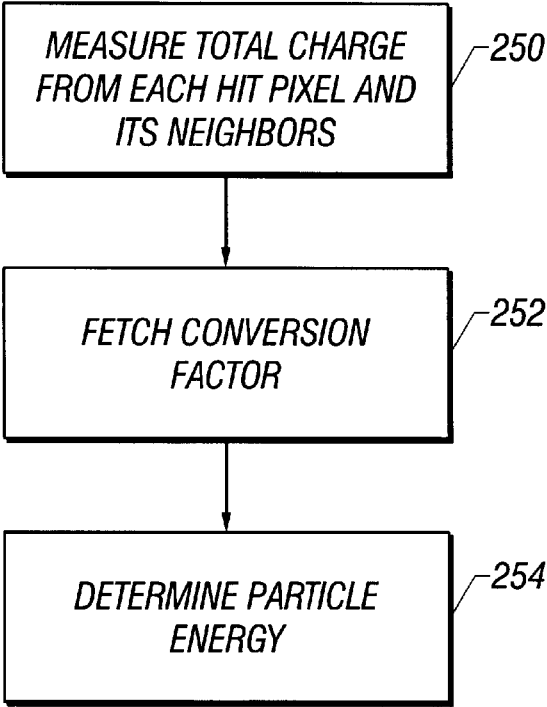 MEASURE TOTAL CHARGE
FROM EACH HIT PIXEL AND
ITS NEIGHBORS
250
FETCH CONVERSION
FACTOR
252
DETERMINE PARTICLE
ENERGY
254